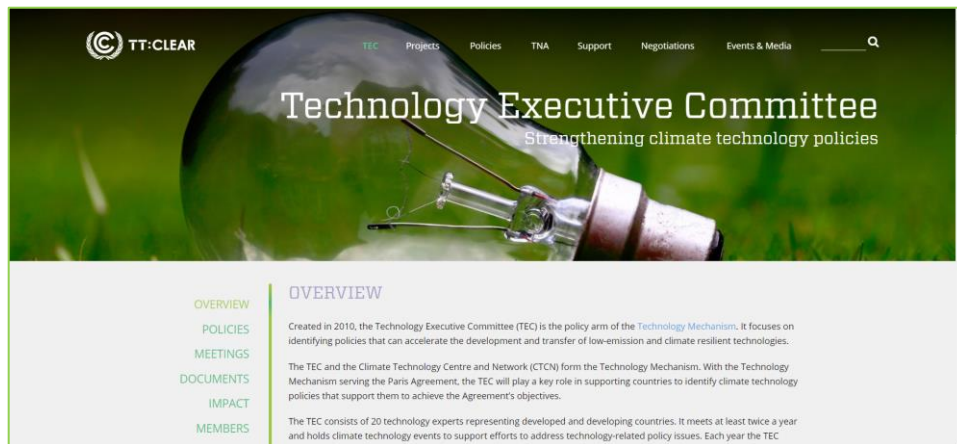 TT:CLEAR
TEC Projects Policies TNA Support Negotiations Events & Media
Technology Executive Committee
Strengthening climate technology policies
OVERVIEW
POLICIES
MEETINGS
DOCUMENTS
IMPACT
MEMBERS
OVERVIEW
Created in 2010, the Technology Executive Committee (TEC) is the policy arm of the Technology Mechanism. It focuses on
identifying policies that can accelerate the development and transfer of low-emission and climate resilient technologies.
The TEC and the Climate Technology Centre and Network (CTCN) form the Technology Mechanism. With the Technology
Mechanism serving the Paris Agreement, the TEC will play a key role in supporting countries to identify climate technology
policies that support them to achieve the Agreement's objectives.
The TEC consists of 20 technology experts representing developed and developing countries. It meets at least twice a year
and holds climate technology events to support efforts to address technology-related policy issues. Each year the TEC